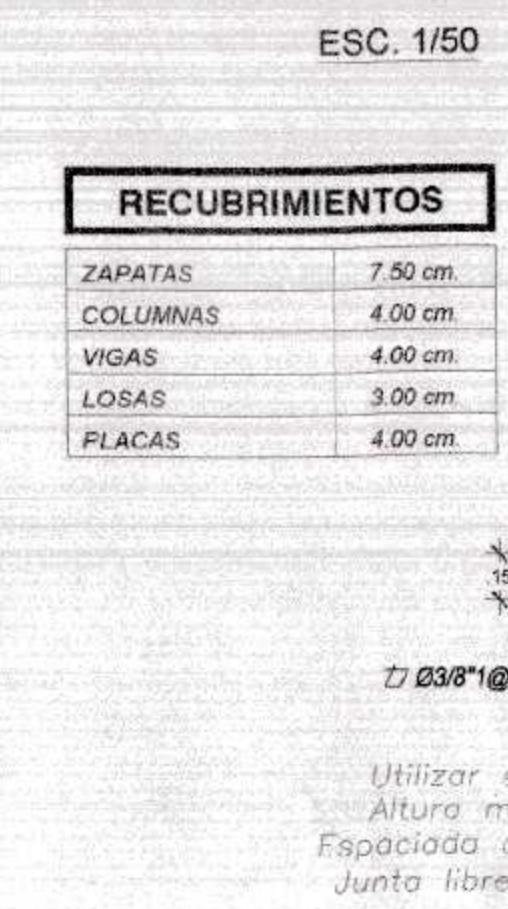 ESC. 1/50
RECUBRIMIENTOS
ZAPATAS 7.50 cm.
COLUMNAS 4.00 cm.
VIGAS 4.00 cm.
LOSAS 3.00 cm.
PLACAS 4.00 cm.
15
Ø3/8"1@
Utilizar
Altura
Espaciada
Junta libre